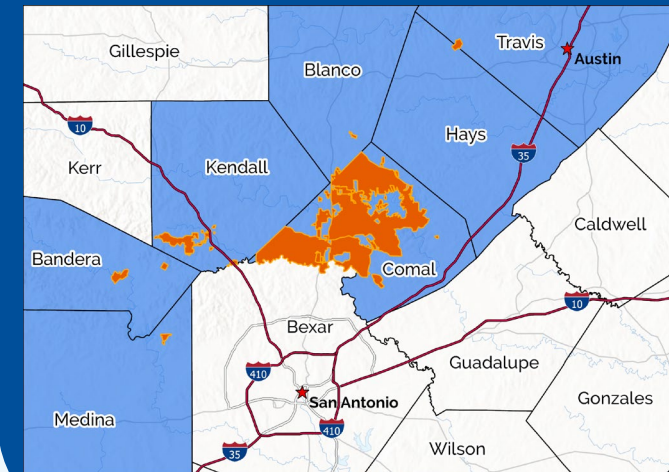 Gillespie
Travis
Austin
Blanco
10
Hays
35
Kerr
Kendall
Caldwell
Bandera
Comal
10
Bexar
Guadalupe
410
Gonzales
San Antonio
Medina
410
35
Wilson